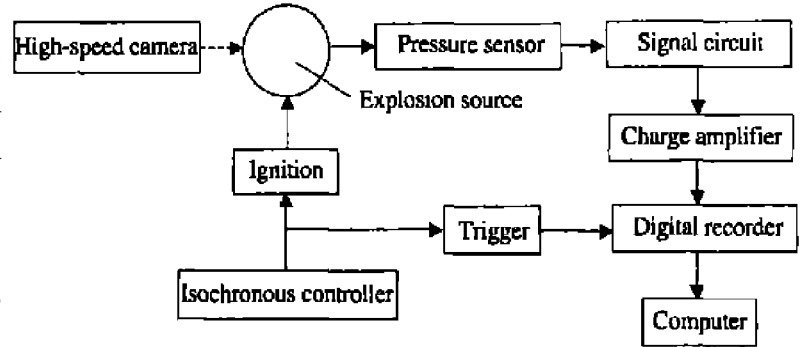 High-speed camera
Pressure sensor
Signal circuit
Explosion source
Charge amplifier
Ignition
Trigger
Digital recorder
Isochronous controller
Computer